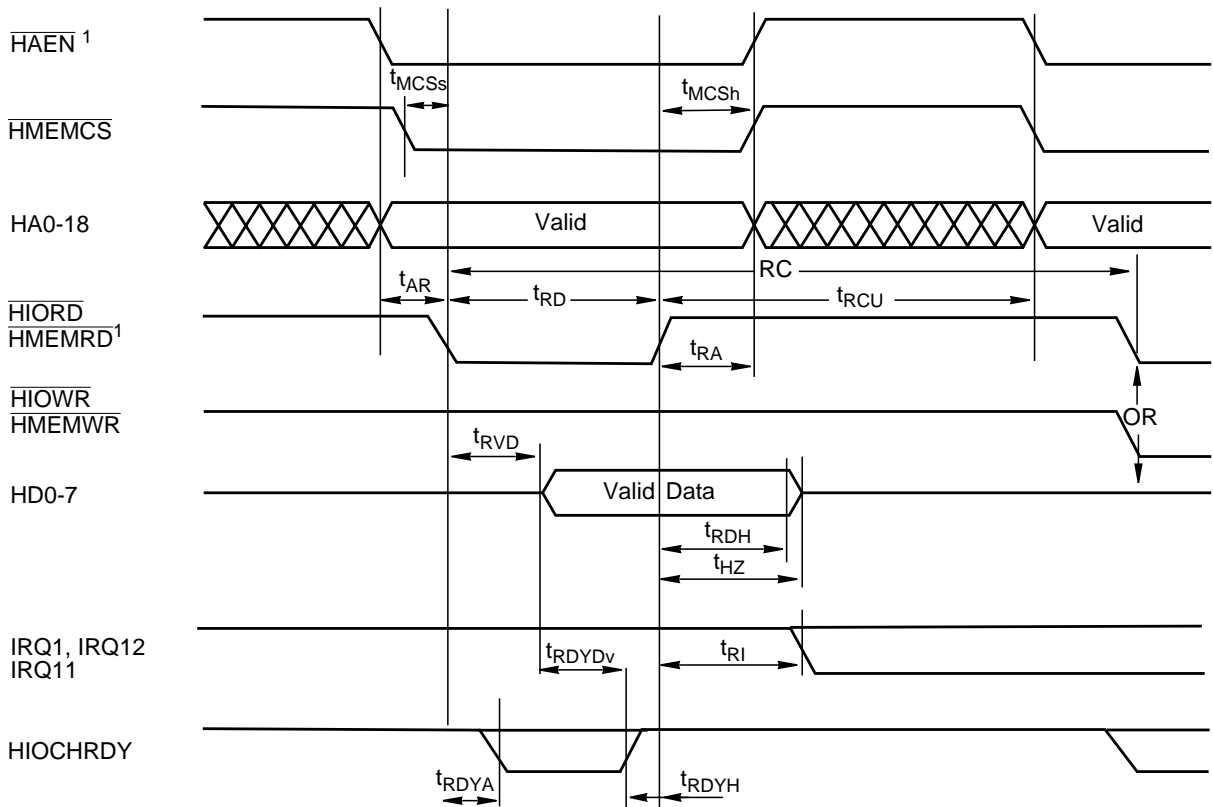 HAEN 1
tMCSs
tMCSh
HMEMCS
HA0-18
Valid
Valid
RC
tAR
tRD
tRCU
HIORD
HMEMRD1
tRA
HIOWR
HMEMWR
OR
tRVD
HD0-7
Valid Data
tRDH
tHZ
IRQ1, IRQ12
IRQ11
tRDYDv
tRI
HIOCHRDY
tRDYA
tRDYH